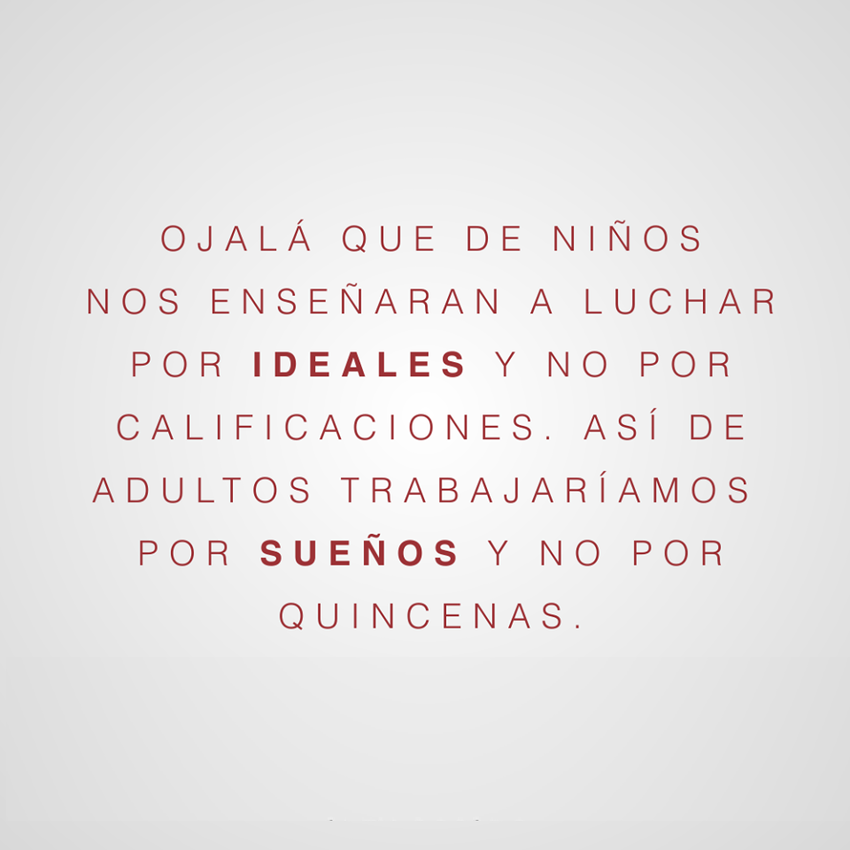 OJALÁ QUE DE NIÑOS
NOS ENSEÑARAN A LUCHAR
POR IDEALES Y NO POR
CALIFICACIONES. ASÍ DE
ADULTOS TRABAJARÍAMOS
POR SUEÑOS Y NO POR
QUINCENAS.